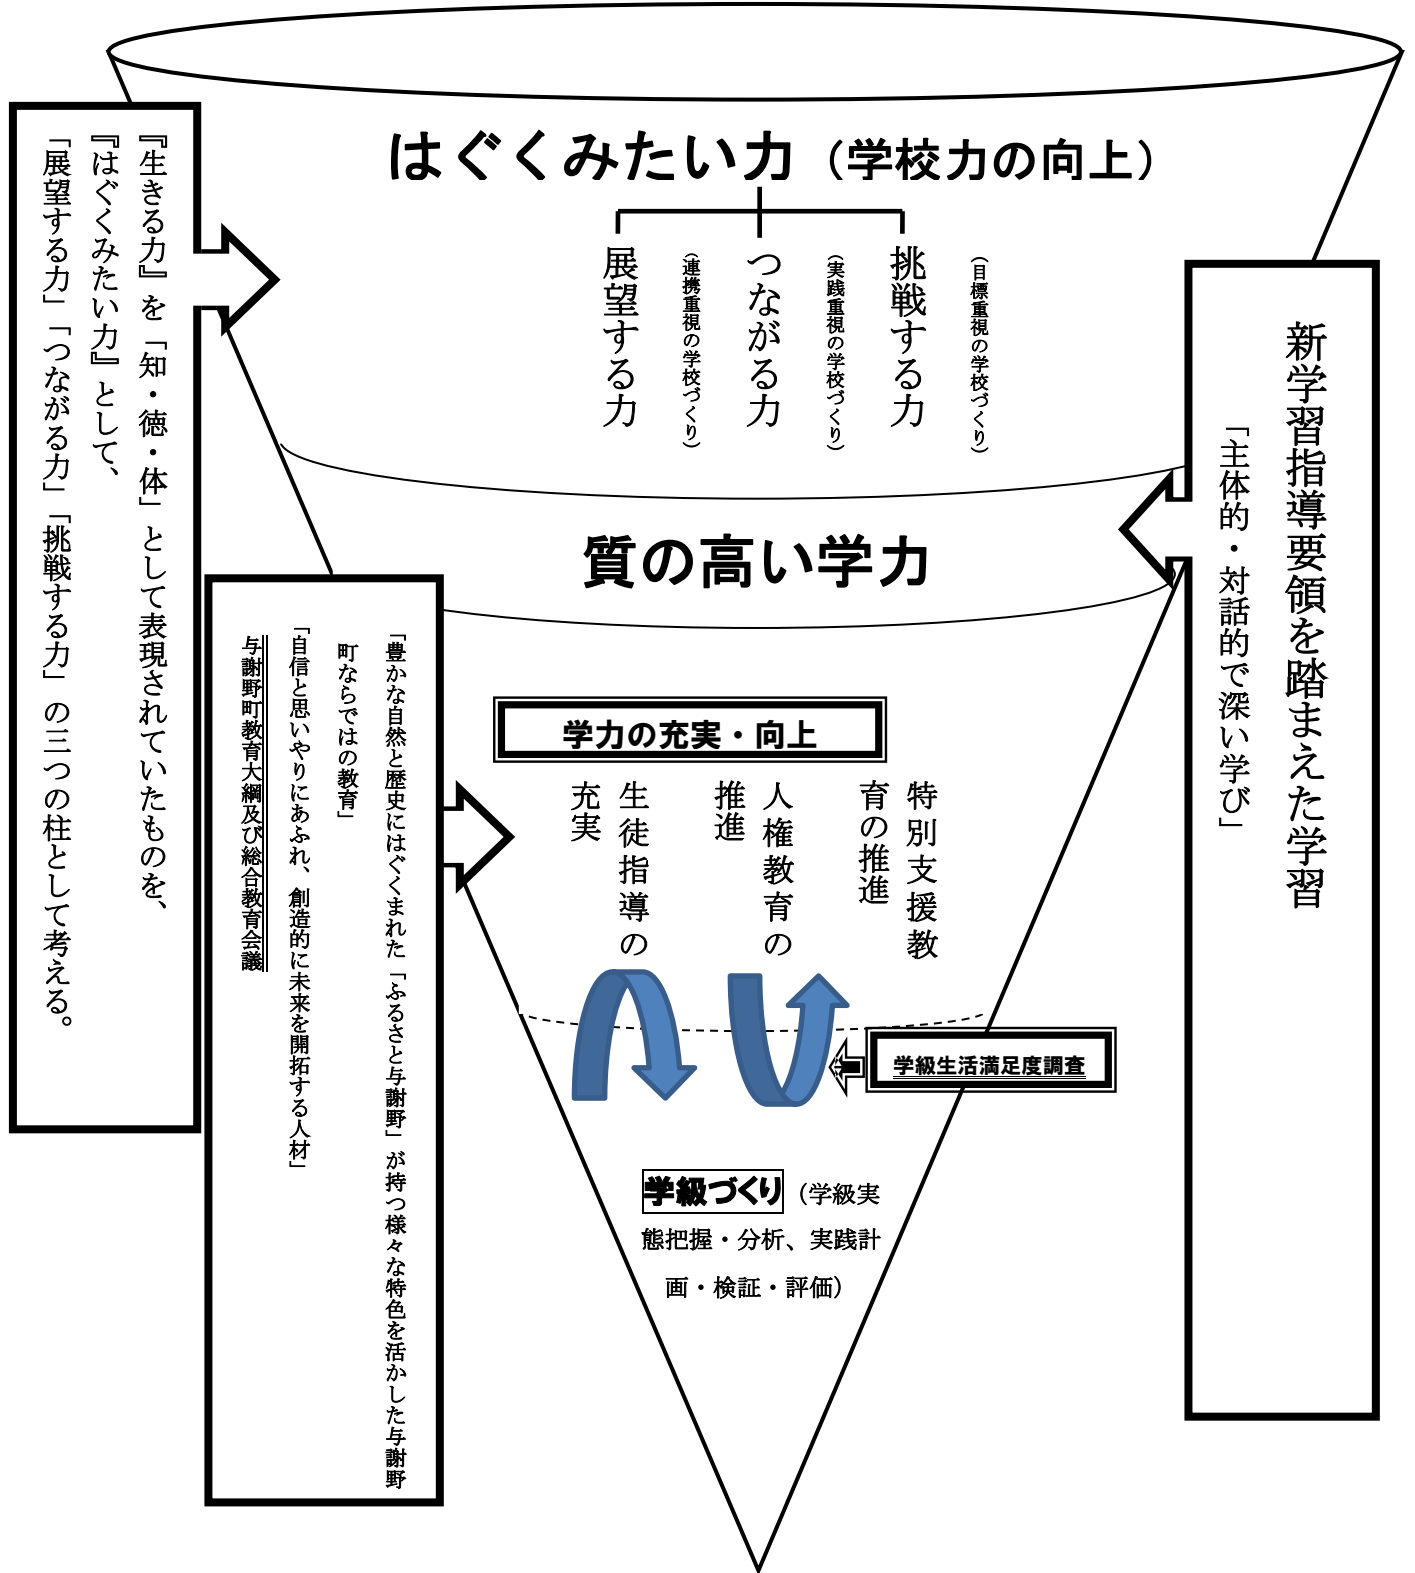 はぐくみたい力（学校力の向上）
（目標重視の学校づくり）
挑戦する力
（実践重視の学校づくり）
つながる力
（連携重視の学校づくり）
展望する力
『生きる力』を「知・徳・体」として表現されていたものを、
『はぐくみたい力』として、
「展望する力」「つながる力」「挑戦する力」の三つの柱として考える。
新学習指導要領を踏まえた学習
「主体的・対話的で深い学び」
質の高い学力
「豊かな自然と歴史にはぐくまれた「ふるさと与謝野」が持つ様々な特色を活かした与謝野
町ならではの教育」
「自信と思いやりにあふれ、創造的に未来を開拓する人材」
与謝野町教育大綱及び総合教育会議
学力の充実・向上
特別支援教
育の推進
人権教育の
推進
生徒指導の
充実
学級生活満足度調査
学級づくり（学級実
態把握・分析、実践計
画・検証・評価）